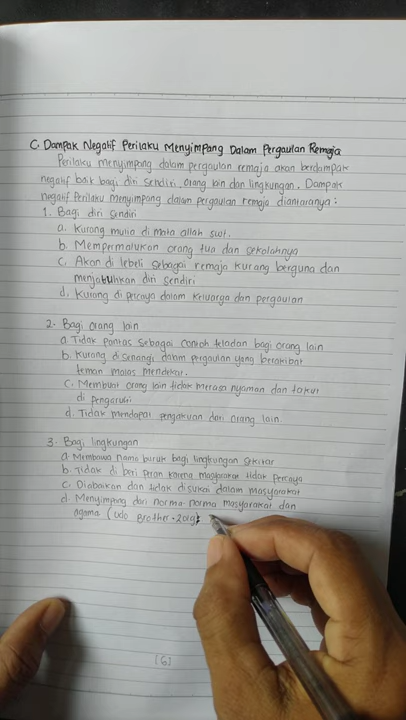 C. Dampak Negatif Perilaku Menyimpang Dalam Pergaulan Remaja
Perilaku menyimpang dalam pergaulan remaja akan berdampak
negatif baik bagi diri sendiri, orang lain dan lingkungan. Dampak
negatif Perilaku Menyimpang dalam pergaulan remaja diantaranya :
1. Bagi diri sendiri
a. Kurang mulia di mata allah swt.
b. Mempermalukan orang tua dan sekolahnya
c. Akan di lebeli sebagai remaja kurang berguna dan
menjatuhkan diri sendiri
d. Kurang di percaya dalam keluarga dan pergaulan
2. Bagi orang lain
a. Tidak pantas sebagai contoh teladan bagi orang lain
b. Kurang di senangi dalam pergaulan yang berakibat
teman malas mendekat.
c. Membuat orang lain tidak merasa nyaman dan takut
di pengaruhi
d. Tidak mendapat pengakuan dari orang lain.
3. Bagi lingkungan
a. Membawa nama buruk bagi lingkungan sekitar
b. Tidak di beri peran karena masyarakat tidak percaya
c. Diabaikan dan tidak disukai dalam masyarakat
d. Menyimpang dari norma-norma masyarakat dan
agama (Udo Brother, 2019)
[6]